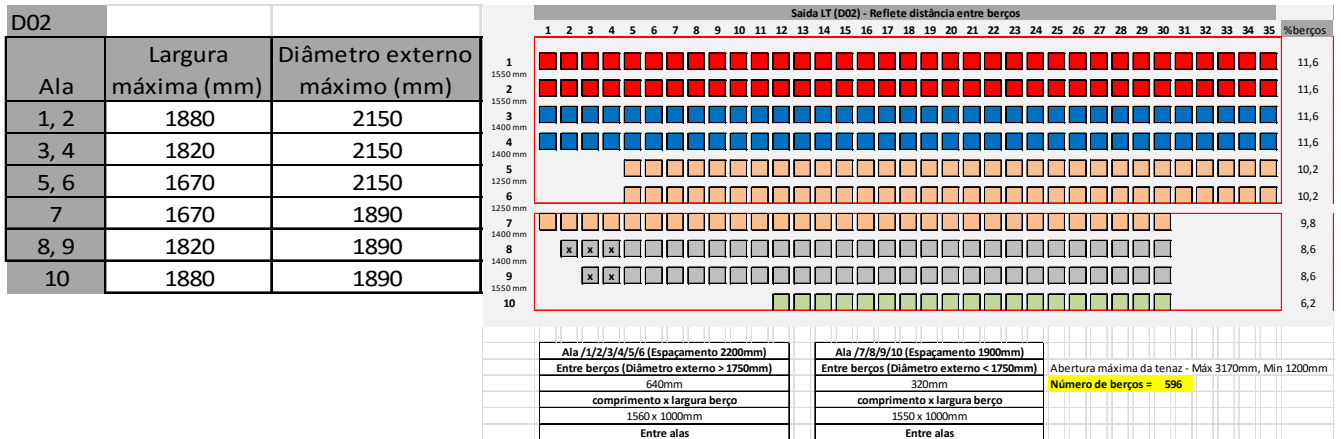 D02
Ala Largura máxima (mm) Diâmetro externo máximo (mm)
1, 2 1880 2150
3, 4 1820 2150
5, 6 1670 2150
7 1670 1890
8, 9 1820 1890
10 1880 1890
Saida LT (D02) - Reflete distância entre berços
1 2 3 4 5 6 7 8 9 10 11 12 13 14 15 16 17 18 19 20 21 22 23 24 25 26 27 28 29 30 31 32 33 34 35 %berços
1 11,6
1550 mm
2 11,6
1550 mm
3 11,6
1400 mm
4 11,6
1400 mm
5 10,2
1250 mm
6 10,2
1250 mm
7 9,8
1400 mm
8 x x x 8,6
1400 mm
9 x x 8,6
1550 mm
10 6,2
Ala /1/2/3/4/5/6 (Espaçamento 2200mm)
Entre berços (Diâmetro externo > 1750mm)
640mm
comprimento x largura berço
1560 x 1000mm
Entre alas
Ala /7/8/9/10 (Espaçamento 1900mm)
Entre berços (Diâmetro externo < 1750mm)
320mm
comprimento x largura berço
1550 x 1000mm
Entre alas
Abertura máxima da tenaz - Máx 3170mm, Min 1200mm
Número de berços = 596